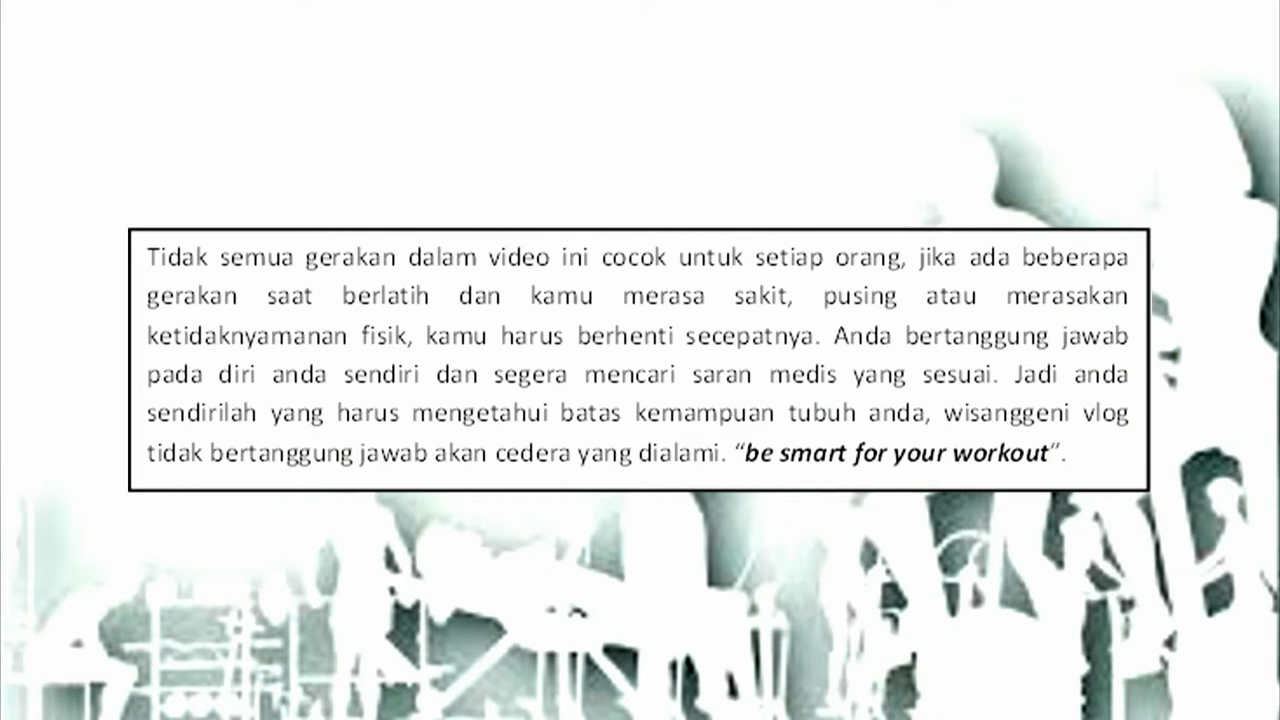 Tidak semua gerakan dalam video ini cocok untuk setiap orang, jika ada beberapa
gerakan saat berlatih dan kamu merasa sakit, pusing atau merasakan
ketidaknyamanan fisik, kamu harus berhenti secepatnya. Anda bertanggung jawab
pada diri anda sendiri dan segera mencari saran medis yang sesuai. Jadi anda
sendirilah yang harus mengetahui batas kemampuan tubuh anda, wisanggeni vlog
tidak bertanggung jawab akan cedera yang dialami. “be smart for your workout”.